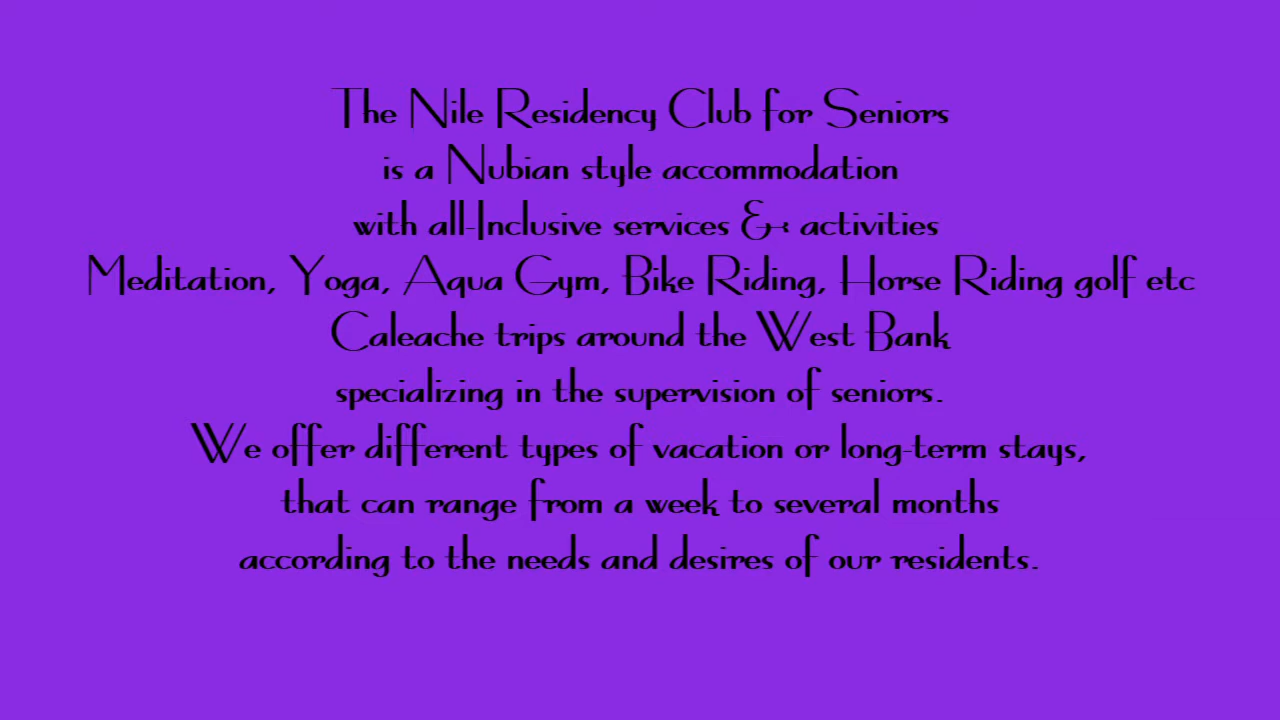 The Nile Residency Club for Seniors
is a Nubian style accommodation
with all-Inclusive services & activities
Meditation, Yoga, Aqua Gym, Bike Riding, Horse Riding golf etc
Caleache trips around the West Bank
specializing in the supervision of seniors.
We offer different types of vacation or long-term stays,
that can range from a week to several months
according to the needs and desires of our residents.